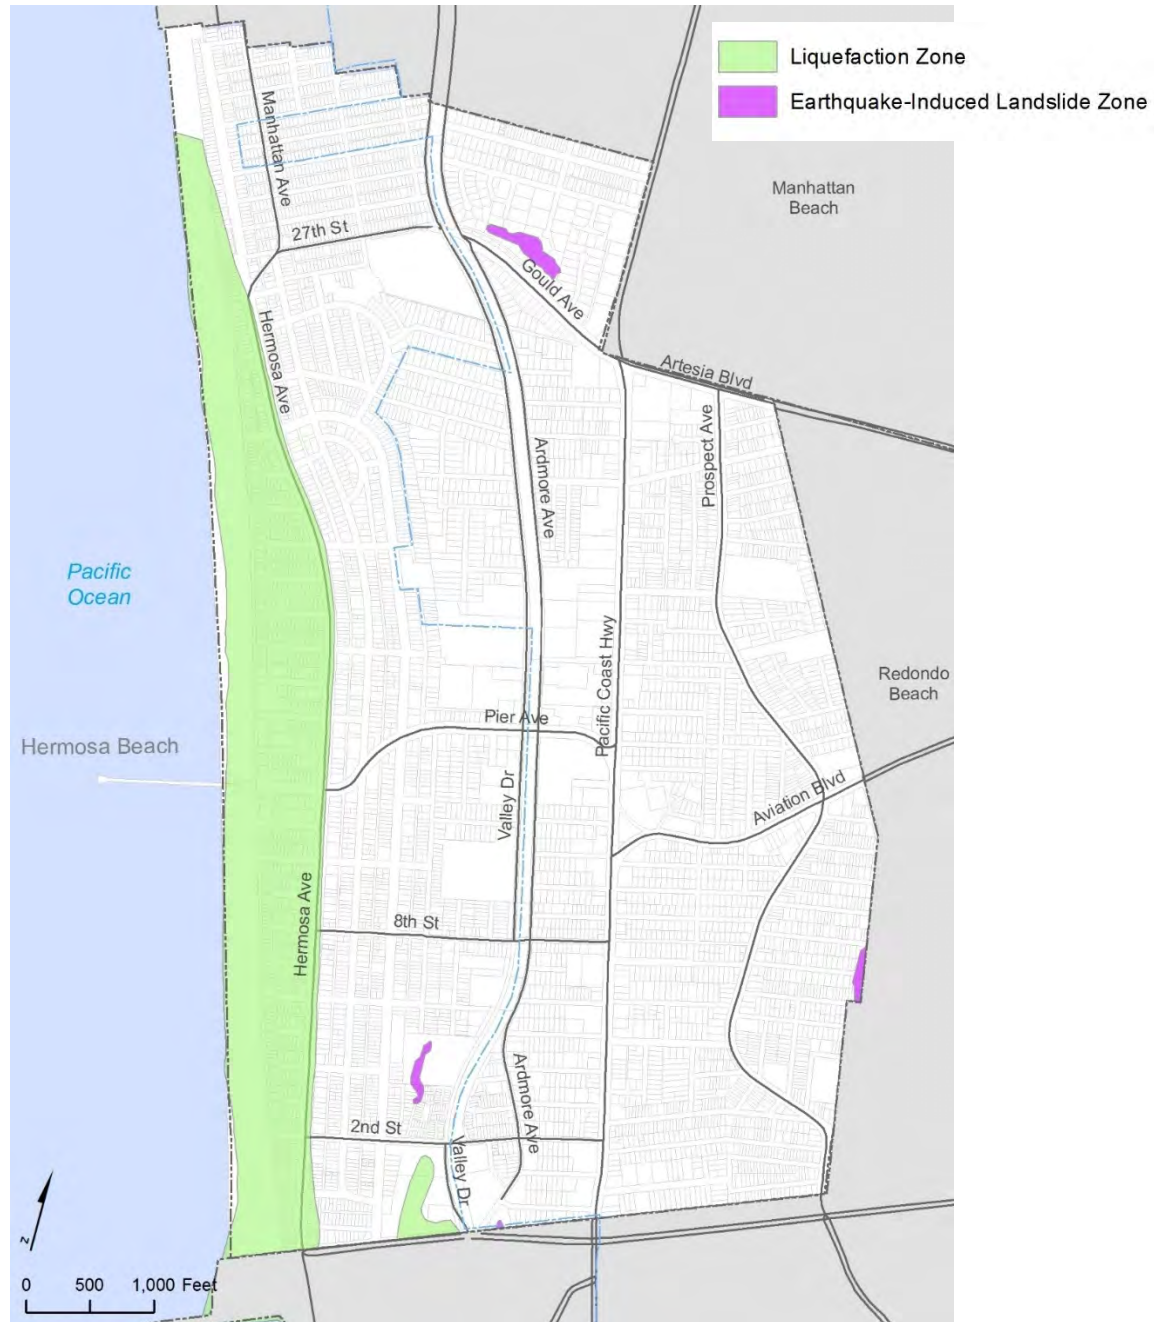 Liquefaction Zone
Earthquake-Induced Landslide Zone
Manhattan Ave
Manhattan
Beach
27th St
Gould Ave
Hermosa Ave
Artesia Blvd
Prospect Ave
Ardmore Ave
Pacific
Ocean
Pacific Coast Hwy
Redondo
Beach
Pier Ave
Hermosa Beach
Valley Dr
Aviation Blvd
Hermosa Ave
8th St
Ardmore Ave
2nd St
Valley Dr
N
0 500 1,000 Feet